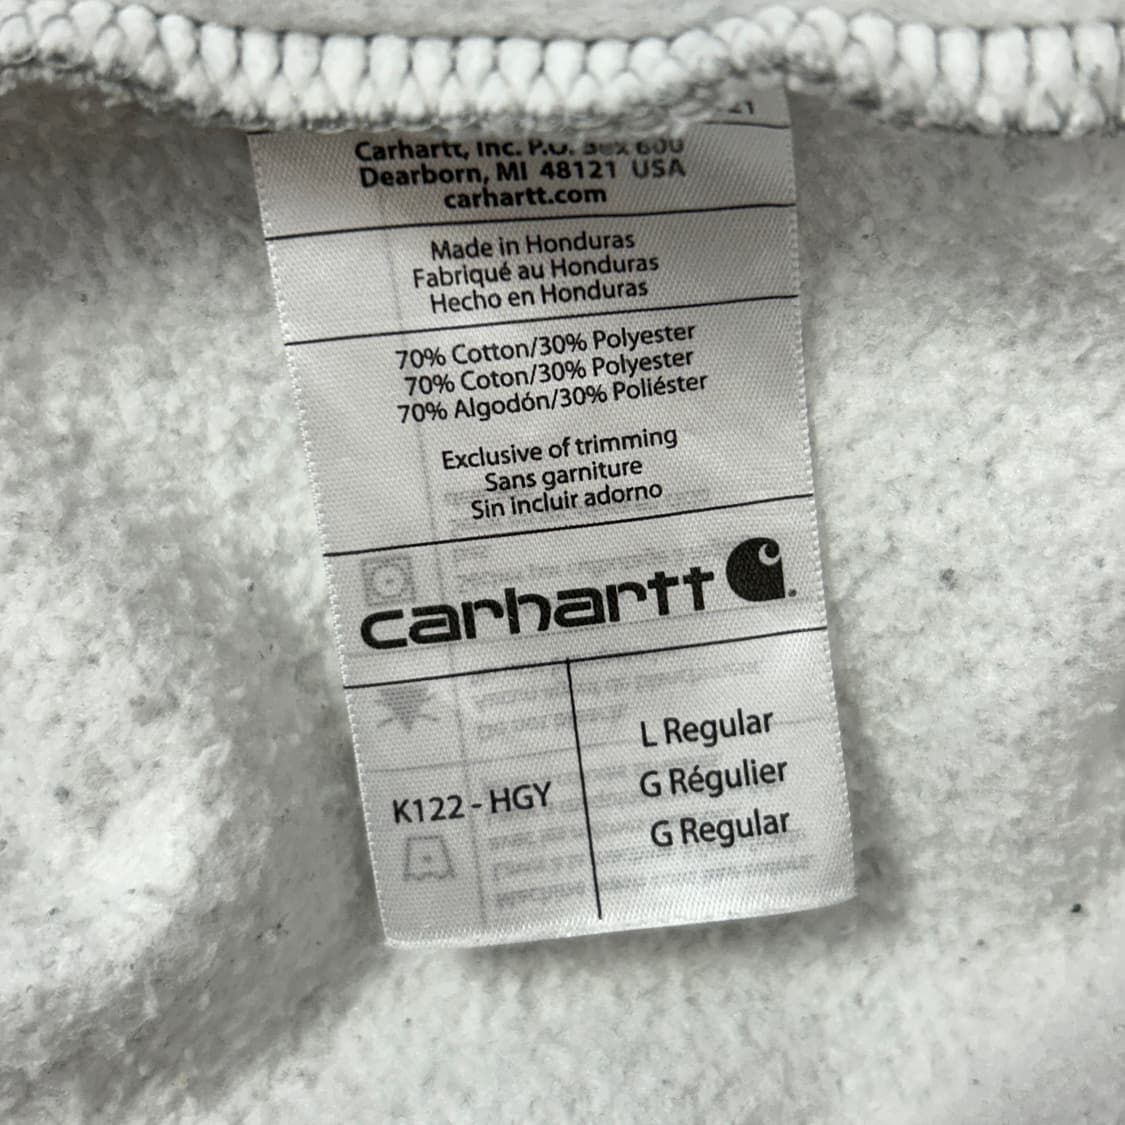 Carhartt, Inc. P.O. Box 600
Dearborn, MI 48121 USA
carhartt.com
Made in Honduras
Fabriqué au Honduras
Hecho en Honduras
70% Cotton/30% Polyester
70% Coton/30% Polyester
70% Algodón/30% Poliéster
Exclusive of trimming
Sans garniture
Sin incluir adorno
carhartt
K122 - HGY
L Regular
G Régulier
G Regular